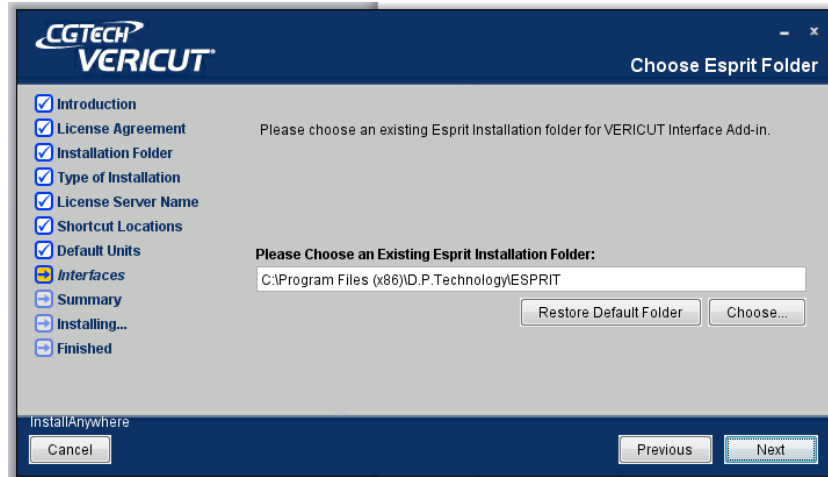 CGTECH
VERICUT
Choose Esprit Folder
Introduction
License Agreement
Installation Folder
Type of Installation
License Server Name
Shortcut Locations
Default Units
Interfaces
Summary
Installing...
Finished
Please choose an existing Esprit Installation folder for VERICUT Interface Add-in.
Please Choose an Existing Esprit Installation Folder:
C:\Program Files (x86)\D.P.Technology\ESPRIT
Restore Default Folder
Choose...
InstallAnywhere
Cancel
Previous
Next